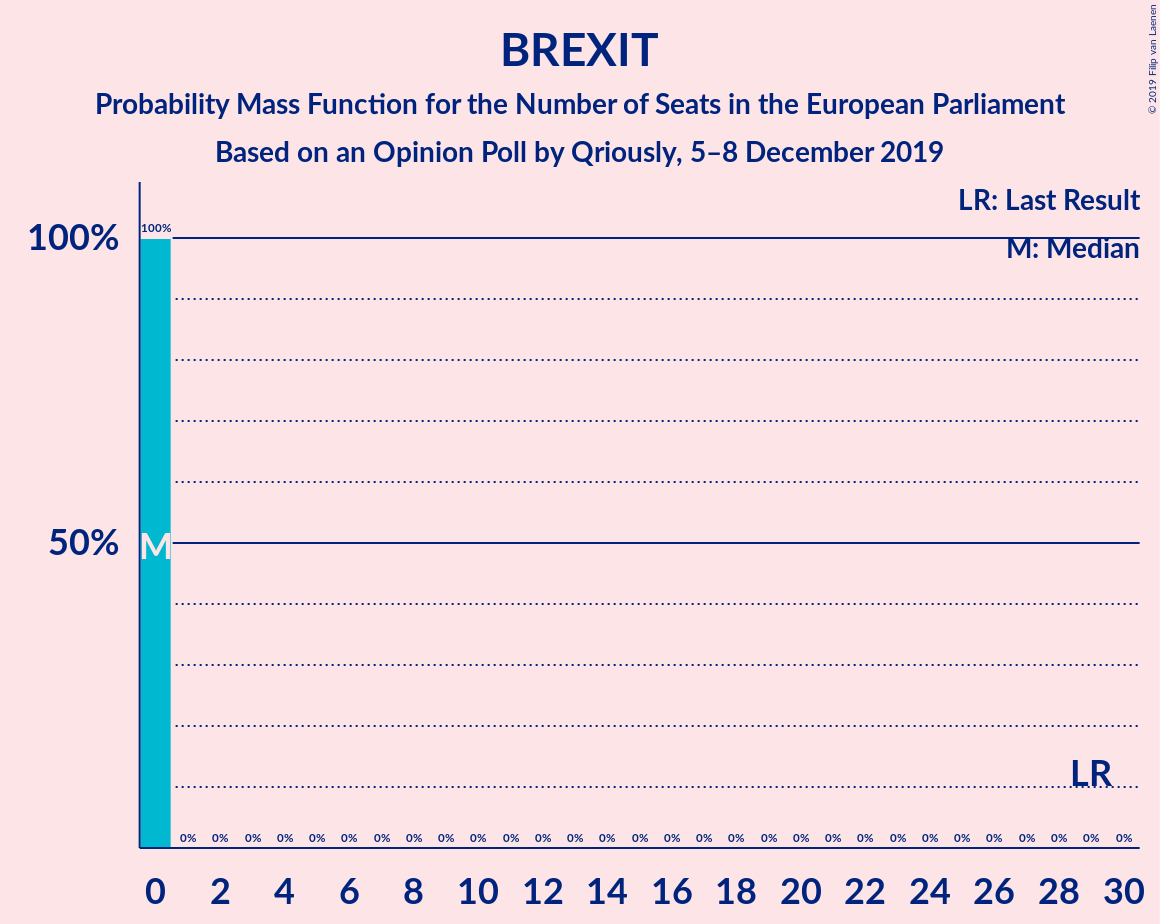 BREXIT
Probability Mass Function for the Number of Seats in the European Parliament
Based on an Opinion Poll by Qriously, 5–8 December 2019
© 2019 Filip van Laenen
LR: Last Result
M: Median
100%
100%
50%
M
LR
0% 0% 0% 0% 0% 0% 0% 0% 0% 0% 0% 0% 0% 0% 0% 0% 0% 0% 0% 0% 0% 0% 0% 0% 0% 0% 0% 0% 0% 0%
0 2 4 6 8 10 12 14 16 18 20 22 24 26 28 30